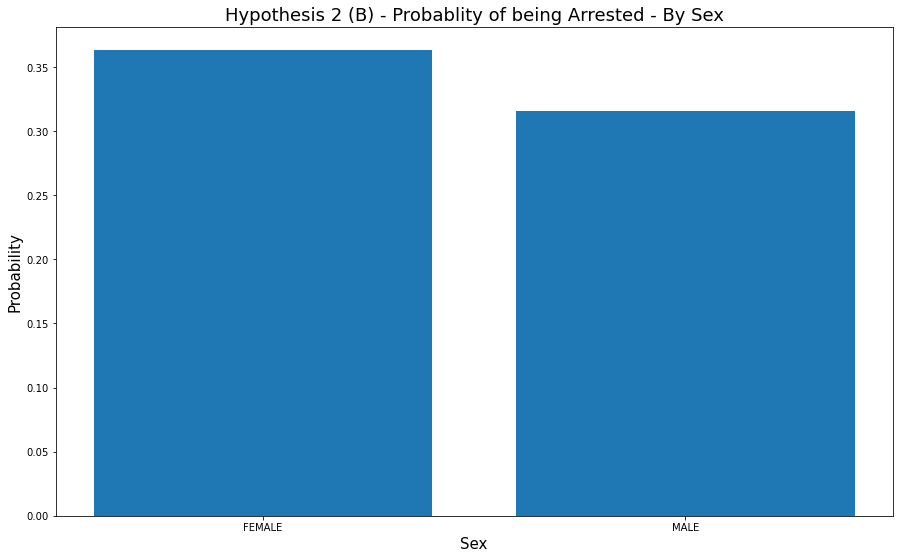 Hypothesis 2 (B) - Probablity of being Arrested - By Sex
0.35
0.30
0.25
0.20
0.15
0.10
0.05
0.00
Probability
FEMALE
MALE
Sex